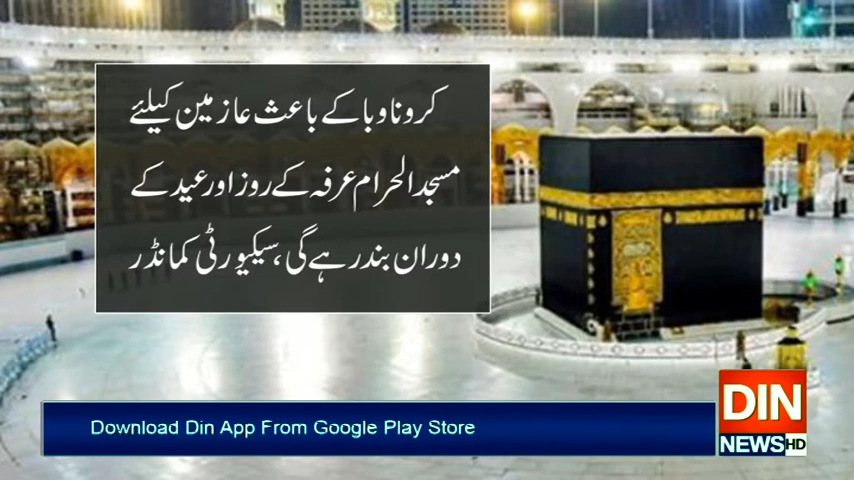 کرونا وبا کے باعث عازمین کیلئے
مسجد الحرام عرفہ کے روز اور عید کے
دوران بند رہے گی، سیکیورٹی کمانڈر
Download Din App From Google Play Store
DIN
NEWS HD